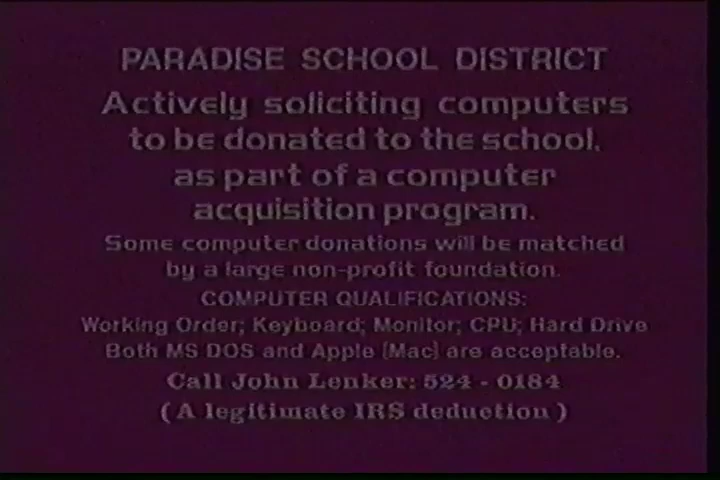 PARADISE SCHOOL DISTRICT
Actively soliciting computers
to be donated to the school,
as part of a computer
acquisition program.
Some computer donations will be matched
by a large non-profit foundation.
COMPUTER QUALIFICATIONS:
Working Order; Keyboard; Monitor; CPU; Hard Drive
Both MS DOS and Apple (Mac) are acceptable.
Call John Lenker: 524 - 0184
( A legitimate IRS deduction )